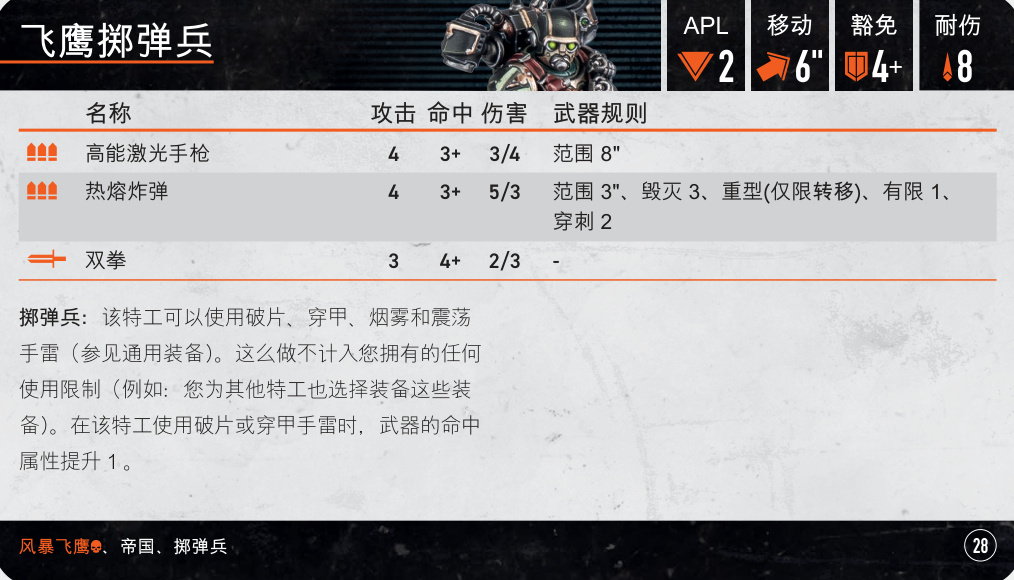 飞鹰掷弹兵
APL 移动 豁免 耐伤
2 6" 4+ 8
名称 攻击 命中 伤害 武器规则
高能激光手枪 4 3+ 3/4 范围 8"
热熔炸弹 4 3+ 5/3 范围 3"、毁灭 3、重型(仅限转移)、有限 1、
穿刺 2
双拳 3 4+ 2/3 -
掷弹兵：该特工可以使用破片、穿甲、烟雾和震荡
手雷（参见通用装备）。这么做不计入您拥有的任何
使用限制（例如：您为其他特工也选择装备这些装
备）。在该特工使用破片或穿甲手雷时，武器的命中
属性提升 1 。
风暴飞鹰、帝国、掷弹兵
28